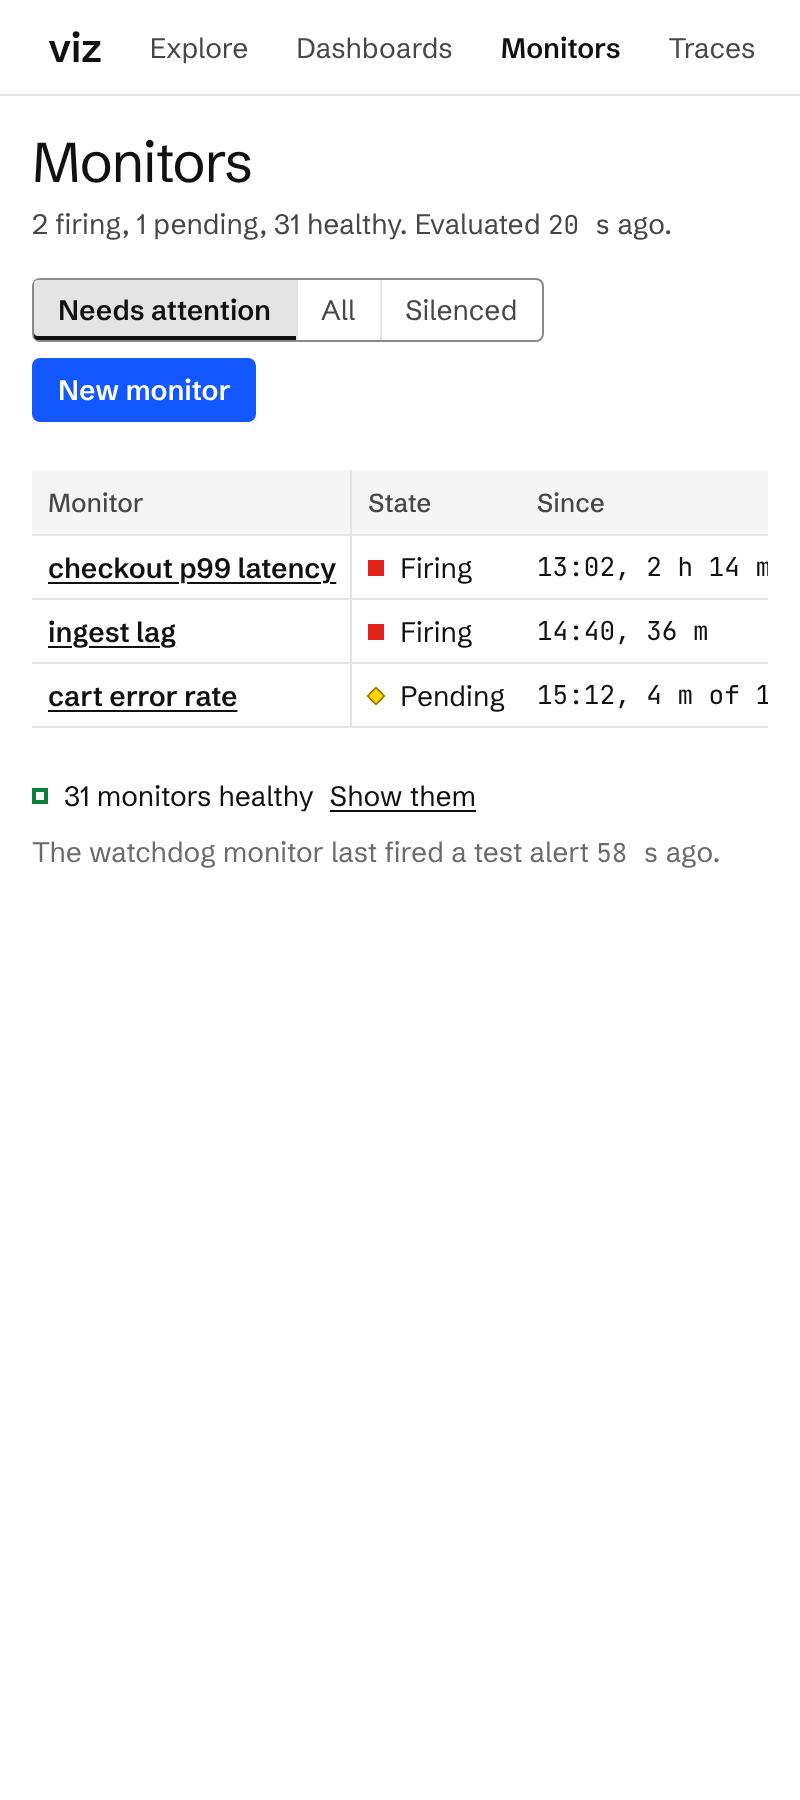 viz Explore Dashboards Monitors Traces
Monitors
2 firing, 1 pending, 31 healthy. Evaluated 20 s ago.
Needs attention All Silenced
New monitor
Monitor State Since
checkout p99 latency Firing 13:02, 2 h 14 m
ingest lag Firing 14:40, 36 m
cart error rate Pending 15:12, 4 m of 1
31 monitors healthy Show them
The watchdog monitor last fired a test alert 58 s ago.